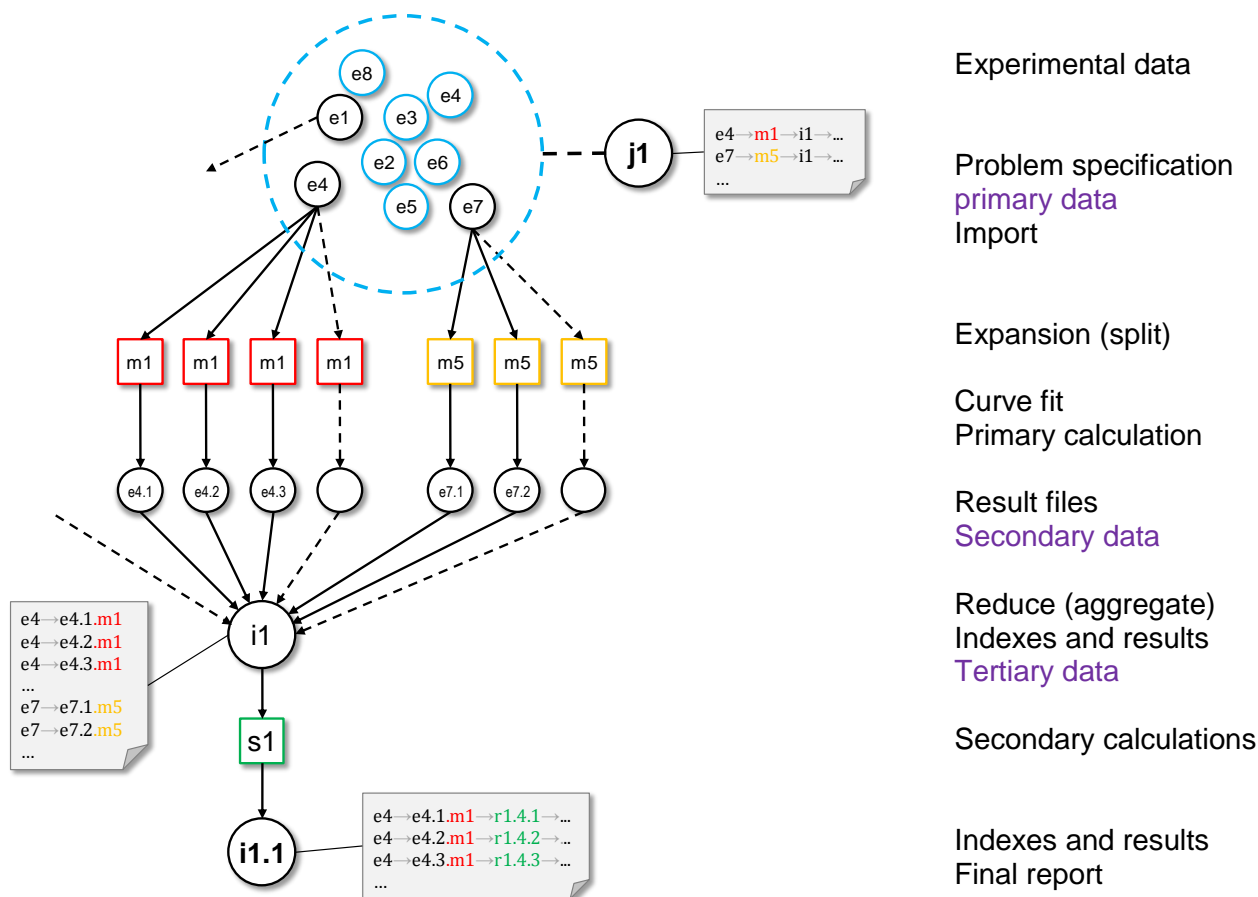 Experimental data
e8
e4
e1
e3
e4→m1→i1→...
e7→m5→i1→...
...
j1
e2
e6
Problem specification
primary data
Import
e4
e5
e7
Expansion (split)
m1
m1
m1
m1
m5
m5
m5
Curve fit
Primary calculation
e4.1
e4.2
e4.3
e7.1
e7.2
Result files
Secondary data
i1
Reduce (aggregate)
Indexes and results
Tertiary data
e4→e4.1.m1
e4→e4.2.m1
e4→e4.3.m1
...
e7→e7.1.m5
e7→e7.2.m5
...
s1
Secondary calculations
i1.1
e4→e4.1.m1→r1.4.1→...
e4→e4.2.m1→r1.4.2→...
e4→e4.3.m1→r1.4.3→...
...
Indexes and results
Final report